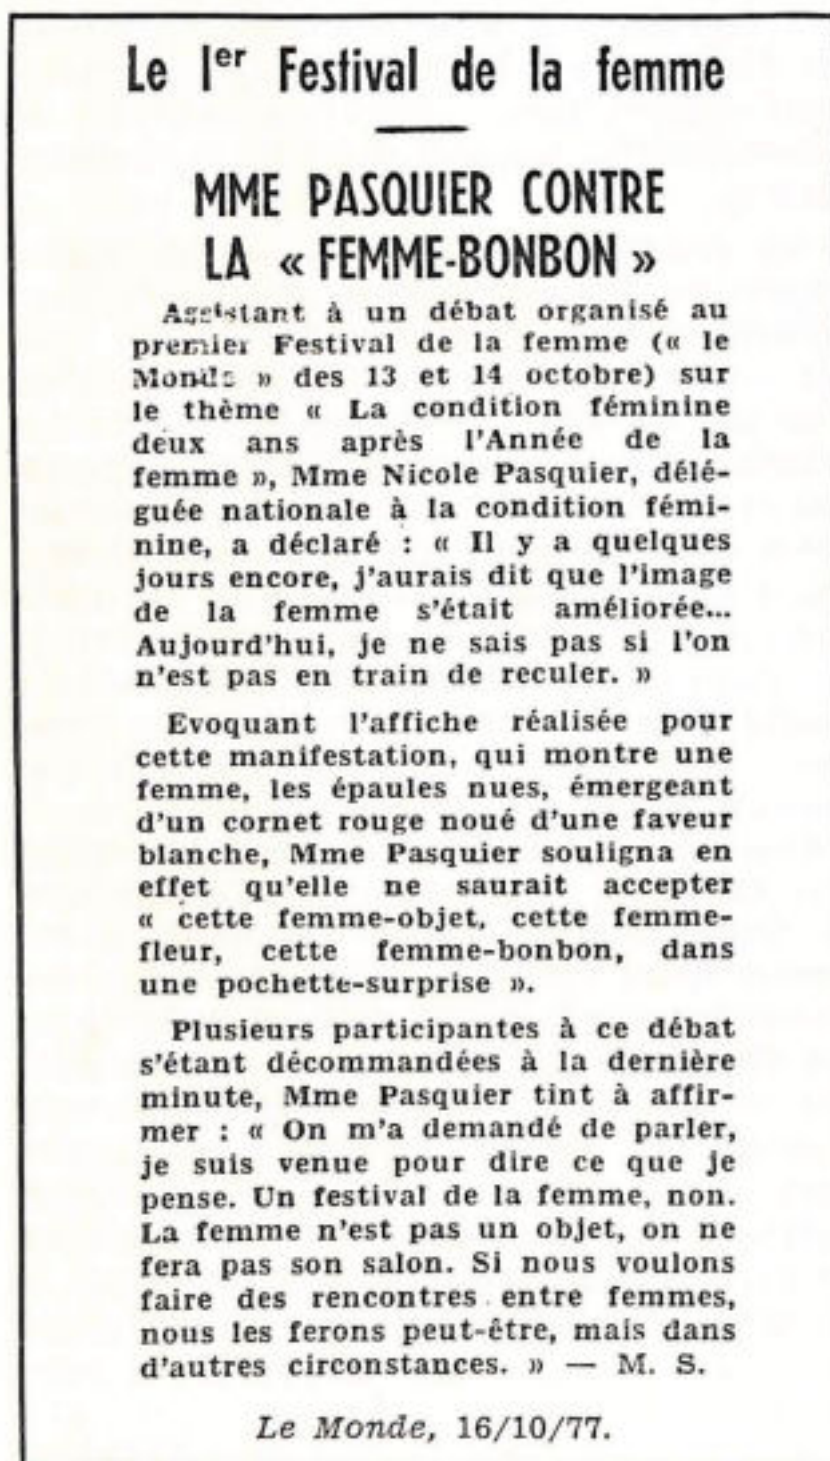 Le 1er Festival de la femme
MME PASQUIER CONTRE
LA « FEMME-BONBON »
Assistant à un débat organisé au
premier Festival de la femme (« le
Monde » des 13 et 14 octobre) sur
le thème « La condition féminine
deux ans après l'Année de la
femme », Mme Nicole Pasquier, délé-
guée nationale à la condition fémi-
nine, a déclaré : « Il y a quelques
jours encore, j'aurais dit que l'image
de la femme s'était améliorée...
Aujourd'hui, je ne sais pas si l'on
n'est pas en train de reculer. »
Evoquant l'affiche réalisée pour
cette manifestation, qui montre une
femme, les épaules nues, émergeant
d'un cornet rouge noué d'une faveur
blanche, Mme Pasquier souligna en
effet qu'elle ne saurait accepter
« cette femme-objet, cette femme-
fleur, cette femme-bonbon, dans
une pochette-surprise ».
Plusieurs participantes à ce débat
s'étant décommandées à la dernière
minute, Mme Pasquier tint à affir-
mer : « On m'a demandé de parler,
je suis venue pour dire ce que je
pense. Un festival de la femme, non.
La femme n'est pas un objet, on ne
fera pas son salon. Si nous voulons
faire des rencontres entre femmes,
nous les ferons peut-être, mais dans
d'autres circonstances. » — M. S.
Le Monde, 16/10/77.